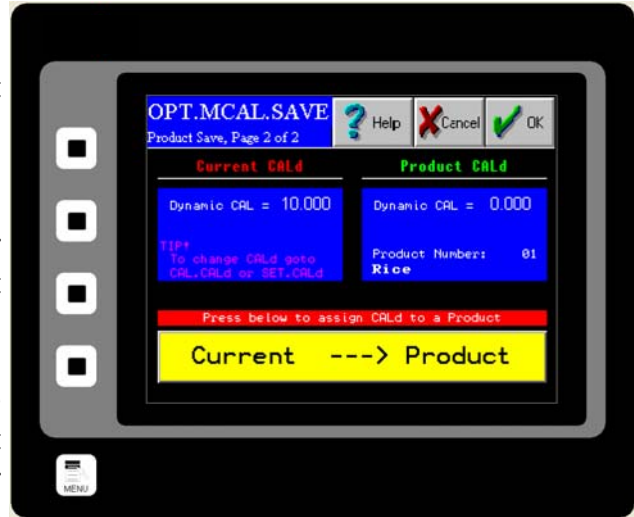 OPT.MCAL.SAVE
Product Save, Page 2 of 2
Help
Cancel
OK
Current CALd
Product CALd
Dynamic CAL = 10.000
Dynamic CAL = 0.000
TIP*
To change CALd goto
CAL.CALd or SET.CALd
Product Number: 01
Rice
Press below to assign CALd to a Product
Current ---> Product
MENU